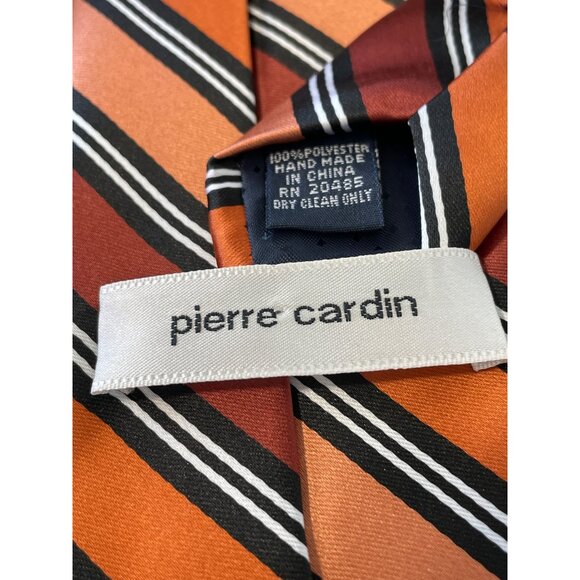 100% POLYESTER
HAND MADE
IN CHINA
RN 20485
DRY CLEAN ONLY
pierre cardin